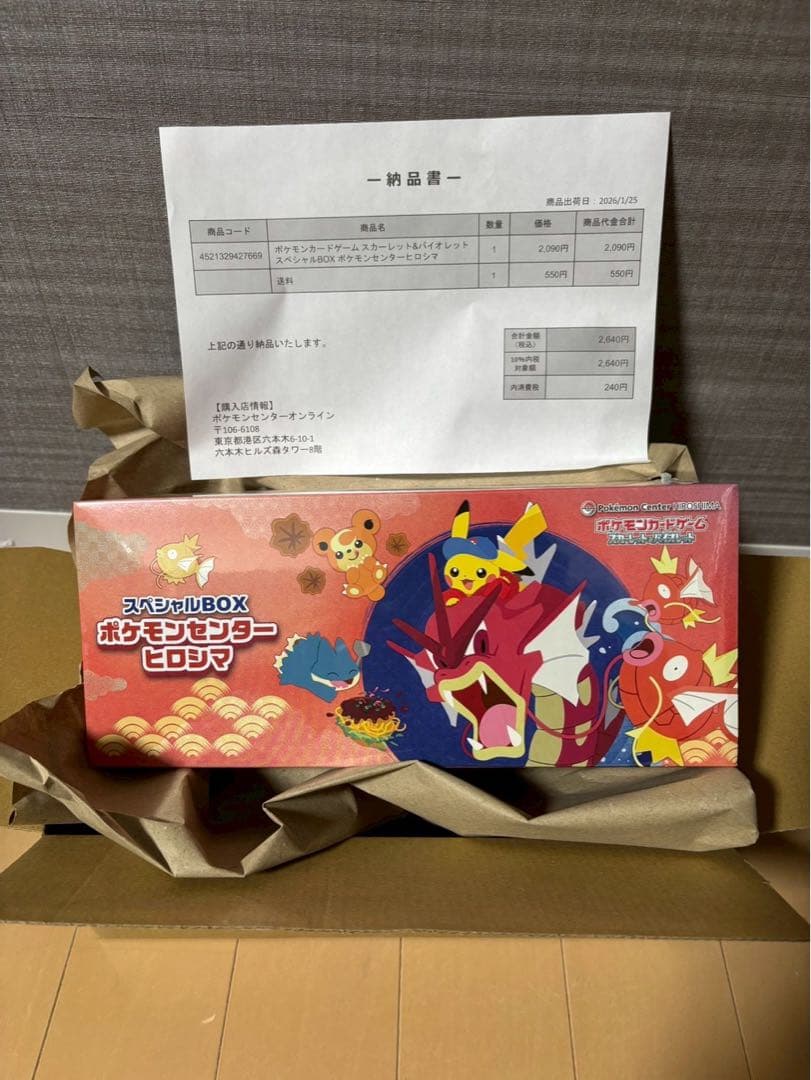 ー納品書ー
商品出荷日：2026/1/25
商品コード 商品名 数量 価格 商品代金合計
4521329427669 ポケモンカードゲーム スカーレット&バイオレット スペシャルBOX ポケモンセンターヒロシマ 1 2,090円 2,090円
送料 1 550円 550円
上記の通り納品いたします。
合計金額（税込） 2,640円
10%内税対象額 2,640円
内消費税 240円
【購入店情報】
ポケモンセンターオンライン
〒106-6108
東京都港区六本木6-10-1
六本木ヒルズ森タワー8階
Pokémon Center HIROSHIMA
ポケモンカードゲーム
スカーレット&バイオレット
スペシャルBOX
ポケモンセンター
ヒロシマ